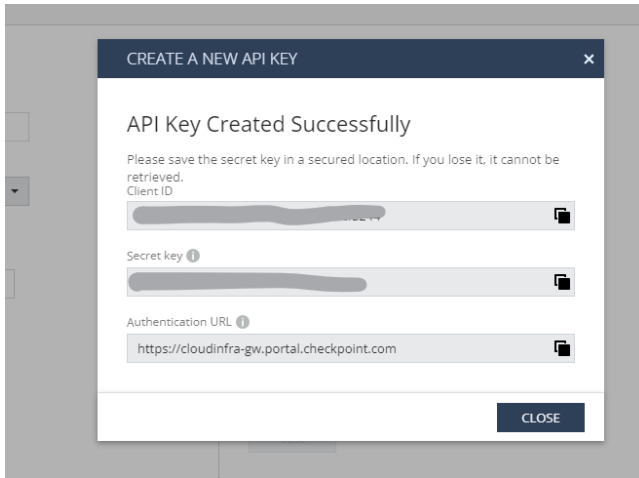 CREATE A NEW API KEY
×
API Key Created Successfully
Please save the secret key in a secured location. If you lose it, it cannot be
retrieved.
Client ID
Secret key
Authentication URL
https://cloudinfra-gw.portal.checkpoint.com
CLOSE